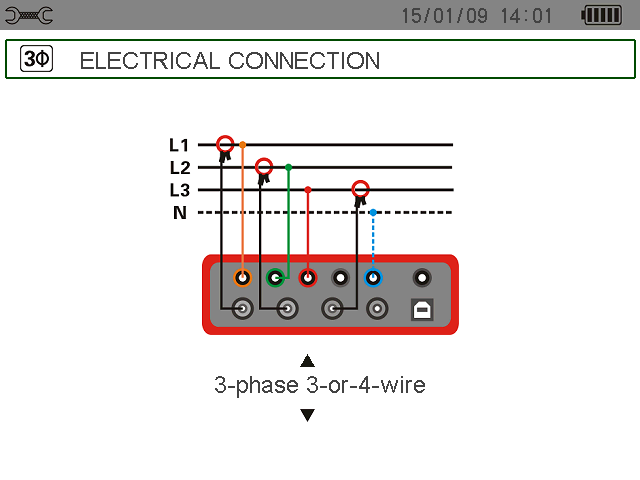 15/01/09 14:01
3Φ ELECTRICAL CONNECTION
L1
L2
L3
N
3-phase 3-or-4-wire